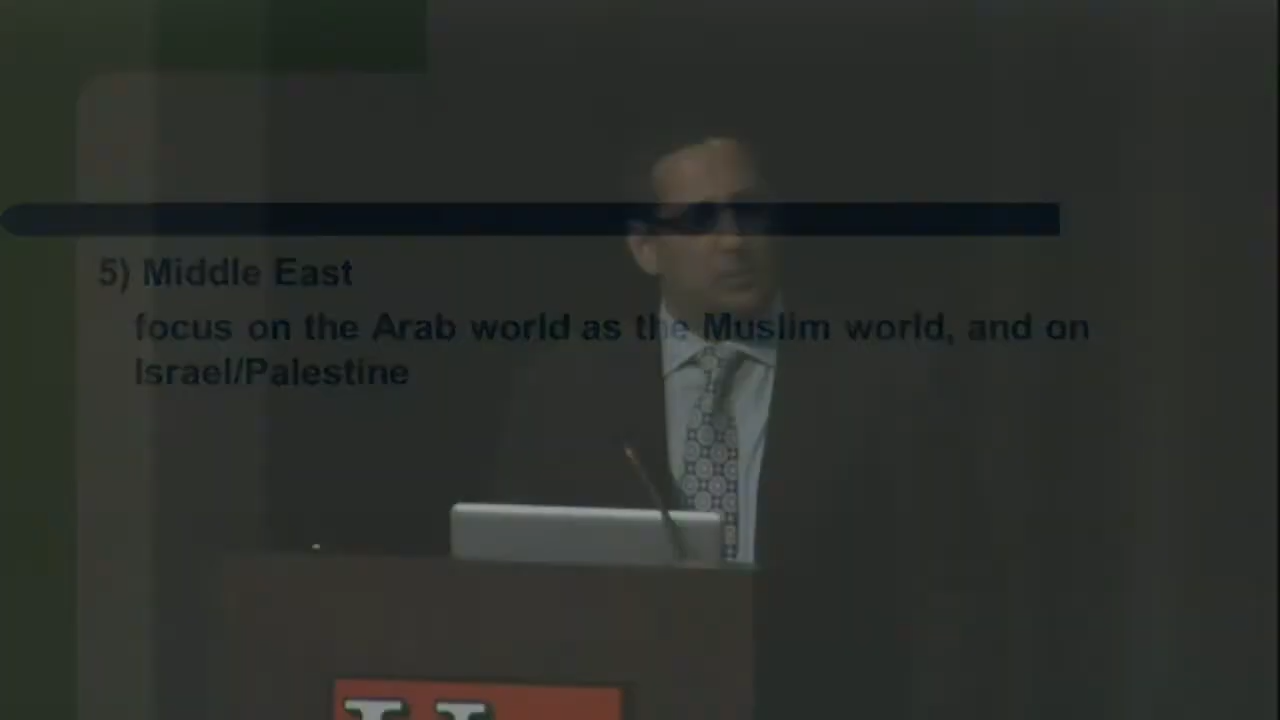 5) Middle East
focus on the Arab world as the Muslim world, and on
Israel/Palestine